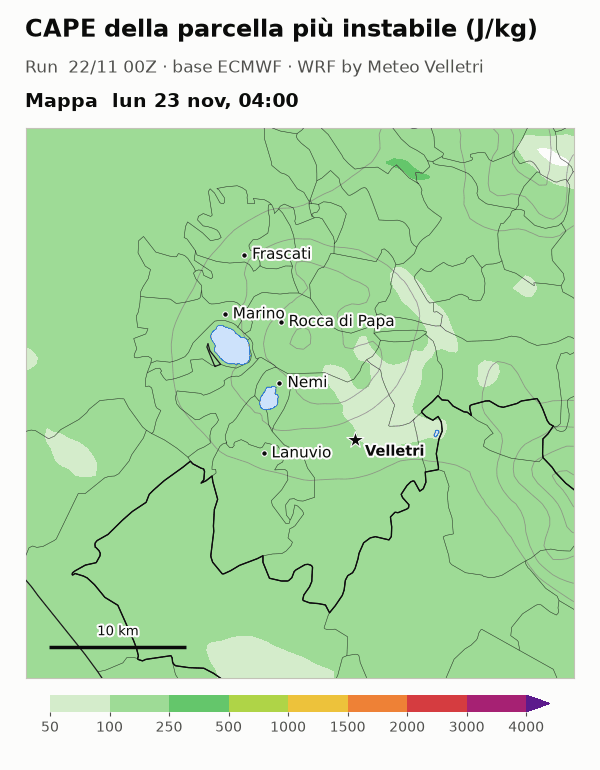 CAPE della parcella più instabile (J/kg)
Run  22/11 00Z · base ECMWF · WRF by Meteo Velletri
Mappa  lun 23 nov, 04:00
Frascati
Marino
Rocca di Papa
Nemi
Lanuvio
Velletri
10 km
50 100 250 500 1000 1500 2000 3000 4000